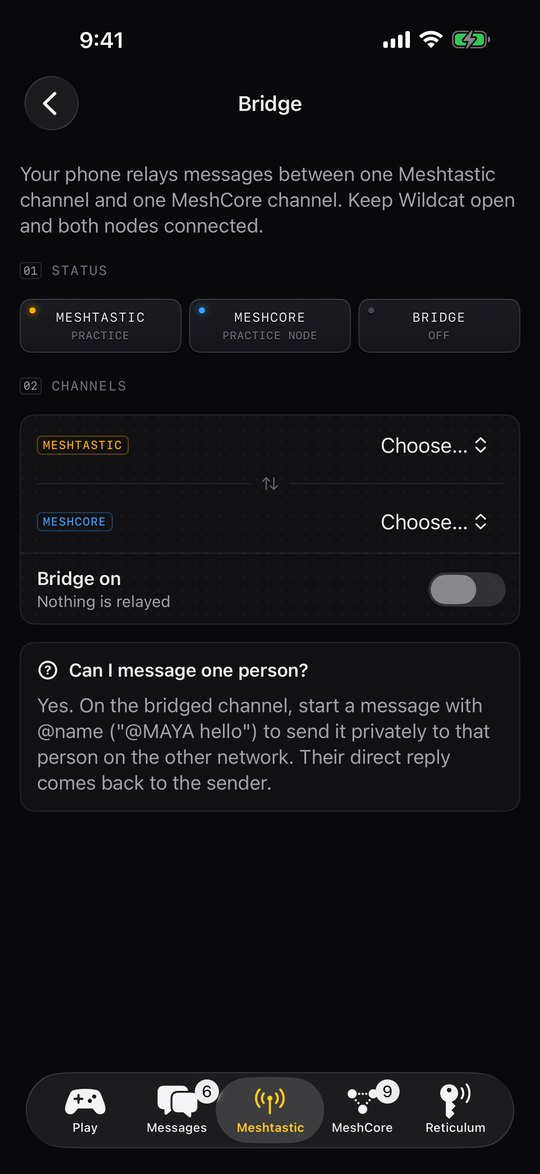 9:41
Bridge
Your phone relays messages between one Meshtastic
channel and one MeshCore channel. Keep Wildcat open
and both nodes connected.
01 STATUS
MESHTASTIC
PRACTICE
MESHCORE
PRACTICE NODE
BRIDGE
OFF
02 CHANNELS
MESHTASTIC
Choose...
MESHCORE
Choose...
Bridge on
Nothing is relayed
? Can I message one person?
Yes. On the bridged channel, start a message with
@name ("@MAYA hello") to send it privately to that
person on the other network. Their direct reply
comes back to the sender.
Play
6
Messages
Meshtastic
9
MeshCore
Reticulum